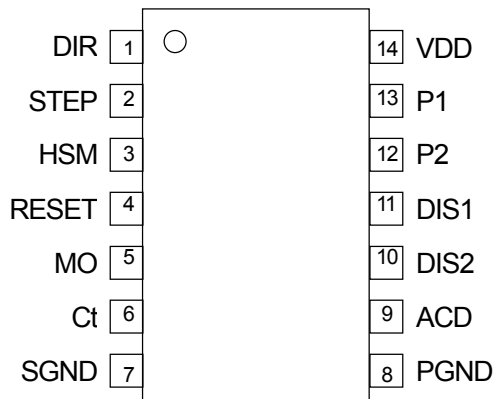 DIR 1 14 VDD
STEP 2 13 P1
HSM 3 12 P2
RESET 4 11 DIS1
MO 5 10 DIS2
Ct 6 9 ACD
SGND 7 8 PGND